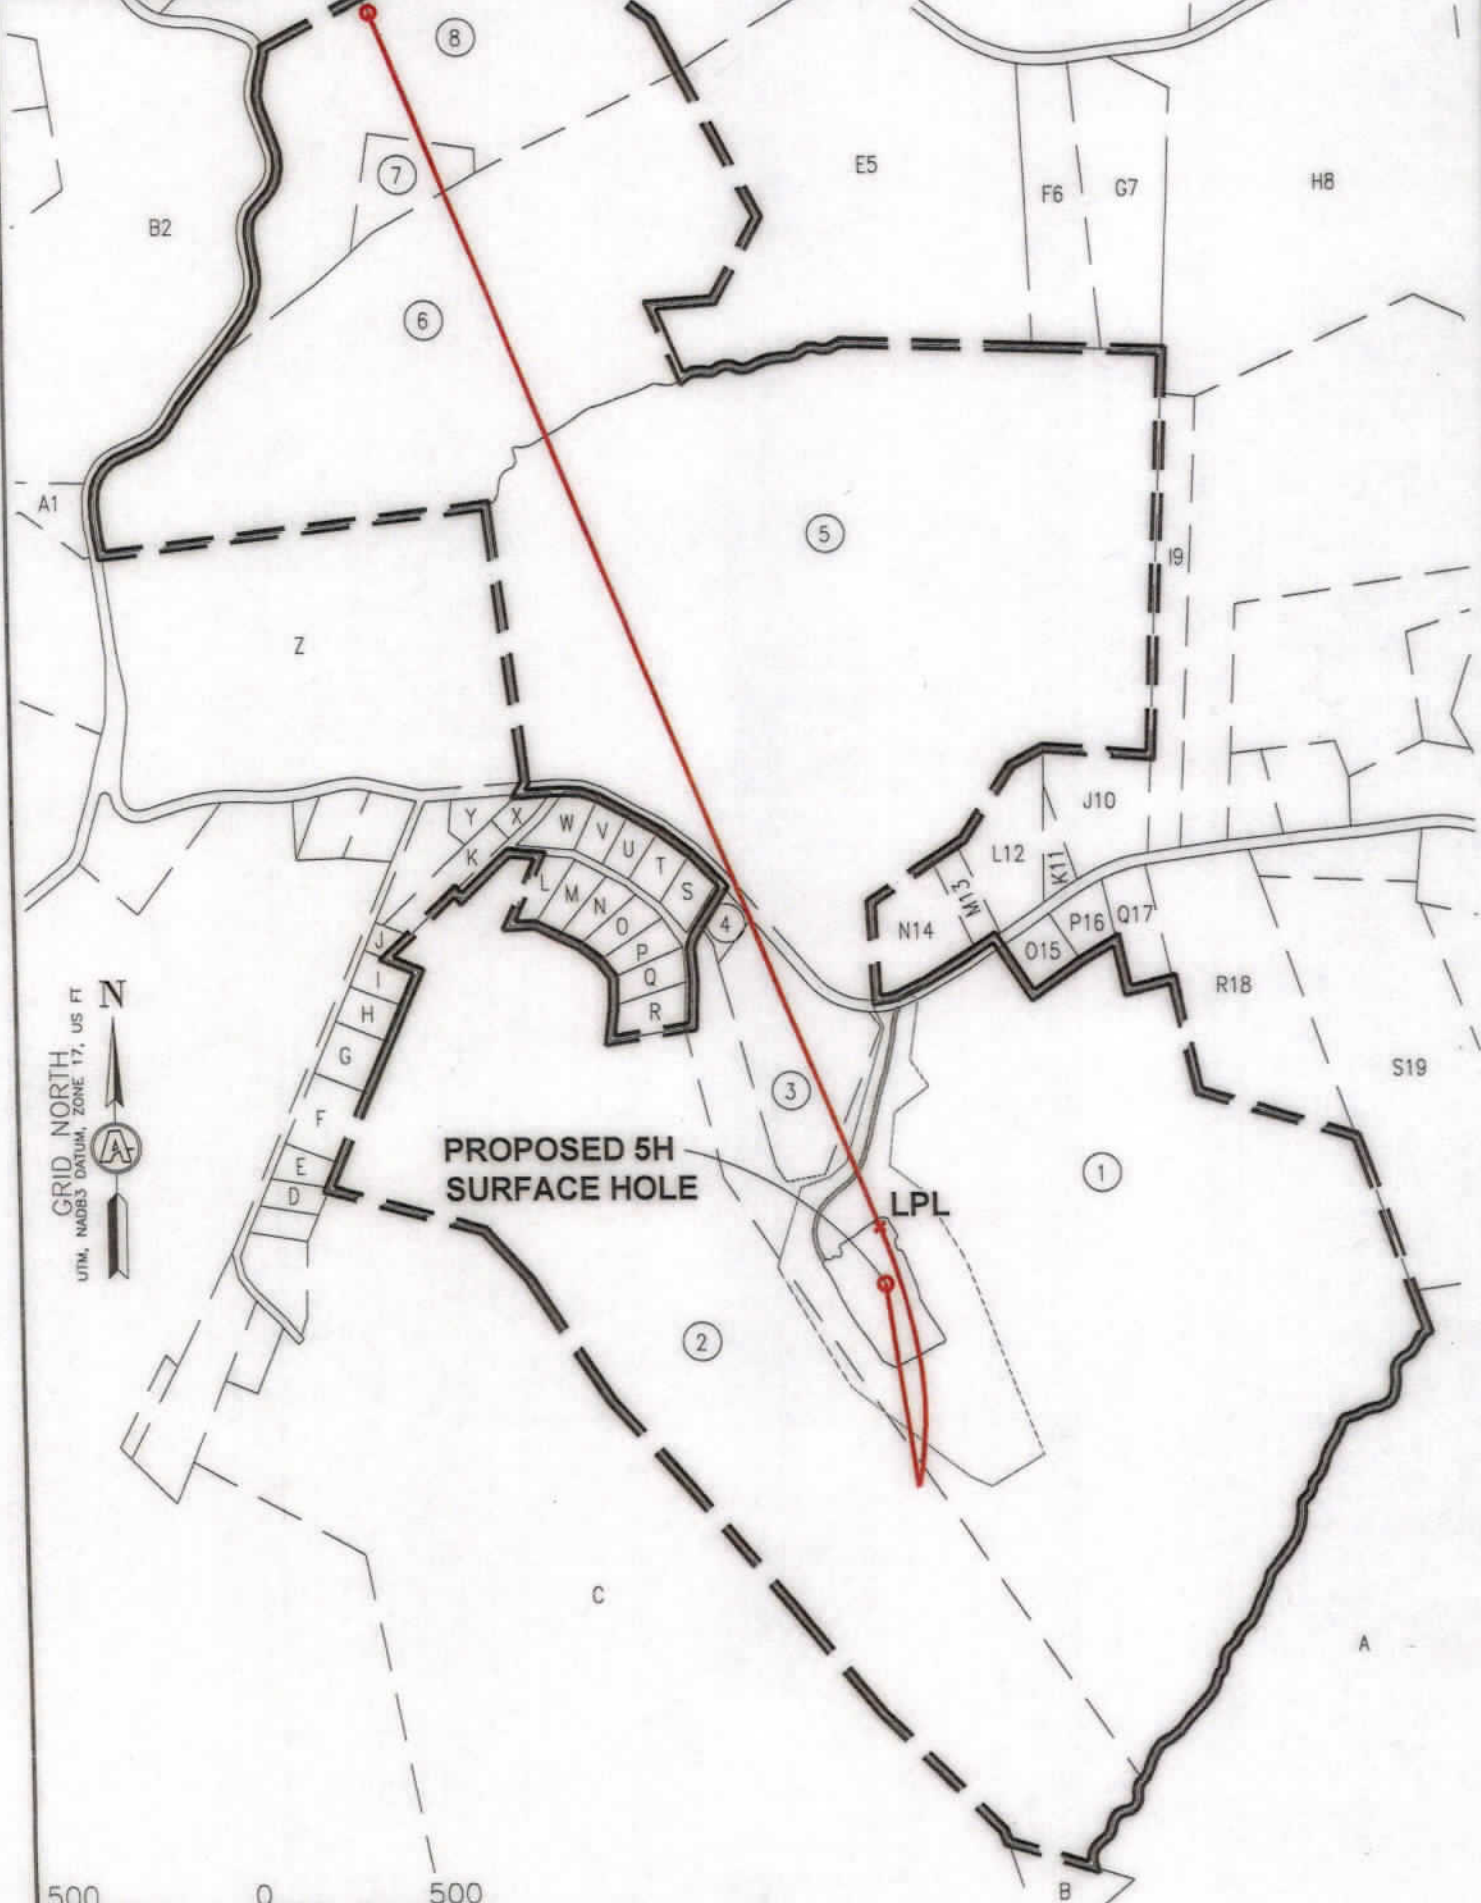 8
7
E5
F6
G7
H8
B2
6
A1
5
I9
Z
J10
Y
X
W
V
U
T
S
K
L
M
N
O
P
Q
R
L12
K11
M13
N14
4
P16
Q17
O15
R18
J
I
H
G
F
E
D
S19
N
GRID NORTH
UTM, NAD83 DATUM, ZONE 17, US FT
A
3
PROPOSED 5H
SURFACE HOLE
LPL
1
2
C
A
B
500 0 500